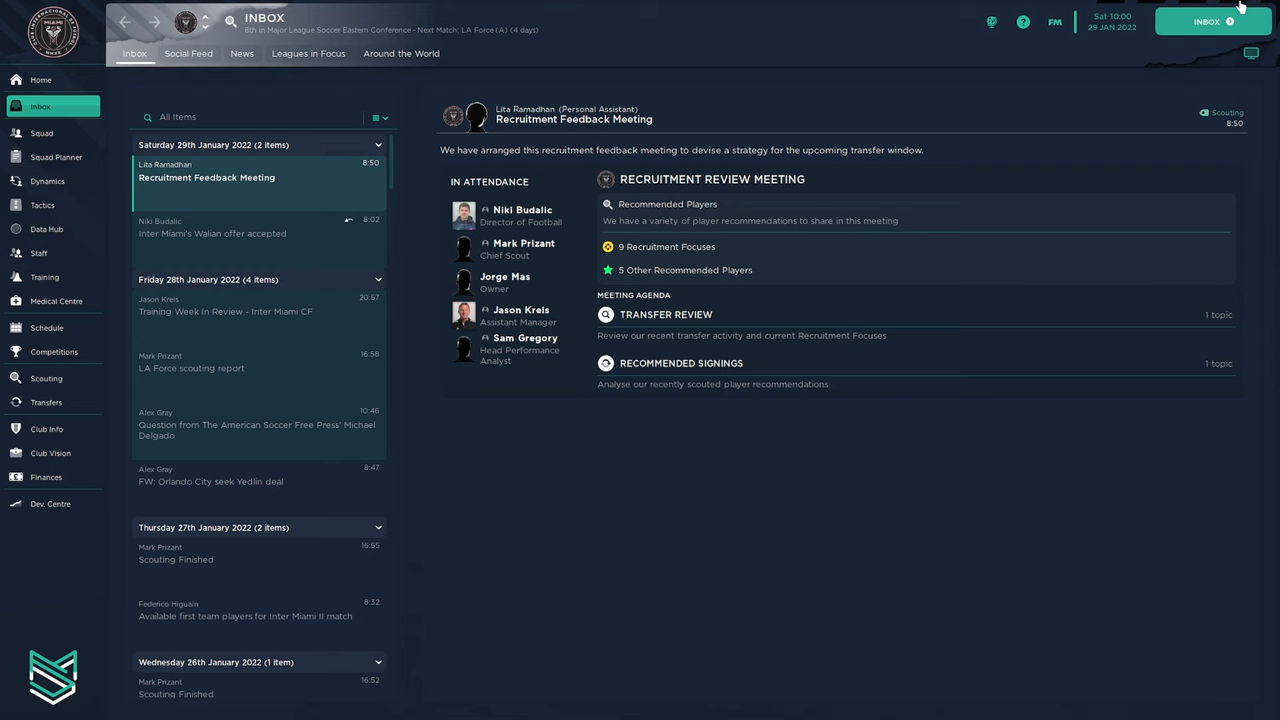 INBOX
8th in Major League Soccer Eastern Conference - Next Match: LA Force (A) (4 days)
FM
Sat 10:00
29 JAN 2022
INBOX
Inbox
Social Feed
News
Leagues in Focus
Around the World
MIAMI
Home
Inbox
Squad
Squad Planner
Dynamics
Tactics
Data Hub
Staff
Training
Medical Centre
Schedule
Competitions
Scouting
Transfers
Club Info
Club Vision
Finances
Dev. Centre
All Items
Saturday 29th January 2022 (2 items)
Lita Ramadhan 8:50
Recruitment Feedback Meeting
Niki Budalic 8:02
Inter Miami's Walian offer accepted
Friday 28th January 2022 (4 items)
Jason Kreis 20:57
Training Week In Review - Inter Miami CF
Mark Prizant 16:58
LA Force scouting report
Alex Gray 10:46
Question from The American Soccer Free Press' Michael
Delgado
Alex Gray 8:47
FW: Orlando City seek Yedlin deal
Thursday 27th January 2022 (2 items)
Mark Prizant 16:55
Scouting Finished
Federico Higuaín 8:32
Available first team players for Inter Miami II match
Wednesday 26th January 2022 (1 item)
Mark Prizant 16:52
Scouting Finished
Lita Ramadhan (Personal Assistant)
Recruitment Feedback Meeting
Scouting
8:50
We have arranged this recruitment feedback meeting to devise a strategy for the upcoming transfer window.
IN ATTENDANCE
Niki Budalic
Director of Football
Mark Prizant
Chief Scout
Jorge Mas
Owner
Jason Kreis
Assistant Manager
Sam Gregory
Head Performance
Analyst
RECRUITMENT REVIEW MEETING
Recommended Players
We have a variety of player recommendations to share in this meeting
9 Recruitment Focuses
5 Other Recommended Players
MEETING AGENDA
TRANSFER REVIEW 1 topic
Review our recent transfer activity and current Recruitment Focuses
RECOMMENDED SIGNINGS 1 topic
Analyse our recently scouted player recommendations